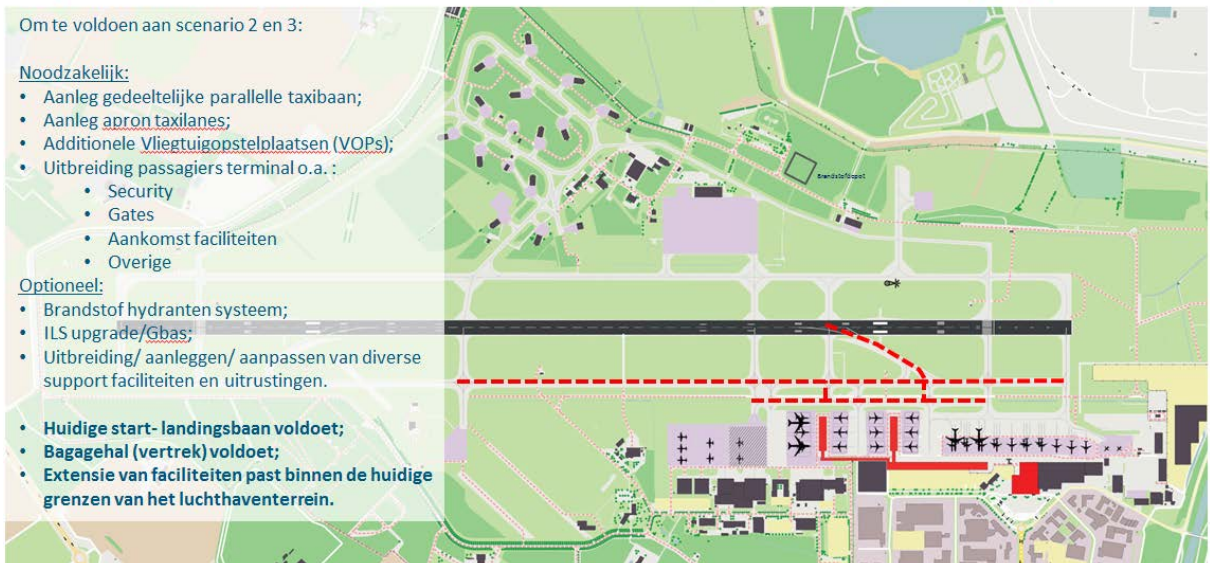 Om te voldoen aan scenario 2 en 3:
Noodzakelijk:
• Aanleg gedeeltelijke parallelle taxibaan;
• Aanleg apron taxilanes;
• Additionele Vliegtuigopstelplaatsen (VOPs);
• Uitbreiding passagiers terminal o.a. :
• Security
• Gates
• Aankomst faciliteiten
• Overige
Optioneel:
• Brandstof hydranten systeem;
• ILS upgrade/Gbas;
• Uitbreiding/ aanleggen/ aanpassen van diverse
support faciliteiten en uitrustingen.
• Huidige start- landingsbaan voldoet;
• Bagagehal (vertrek) voldoet;
• Extensie van faciliteiten past binnen de huidige
grenzen van het luchthaventerrein.
Brandstofdepot